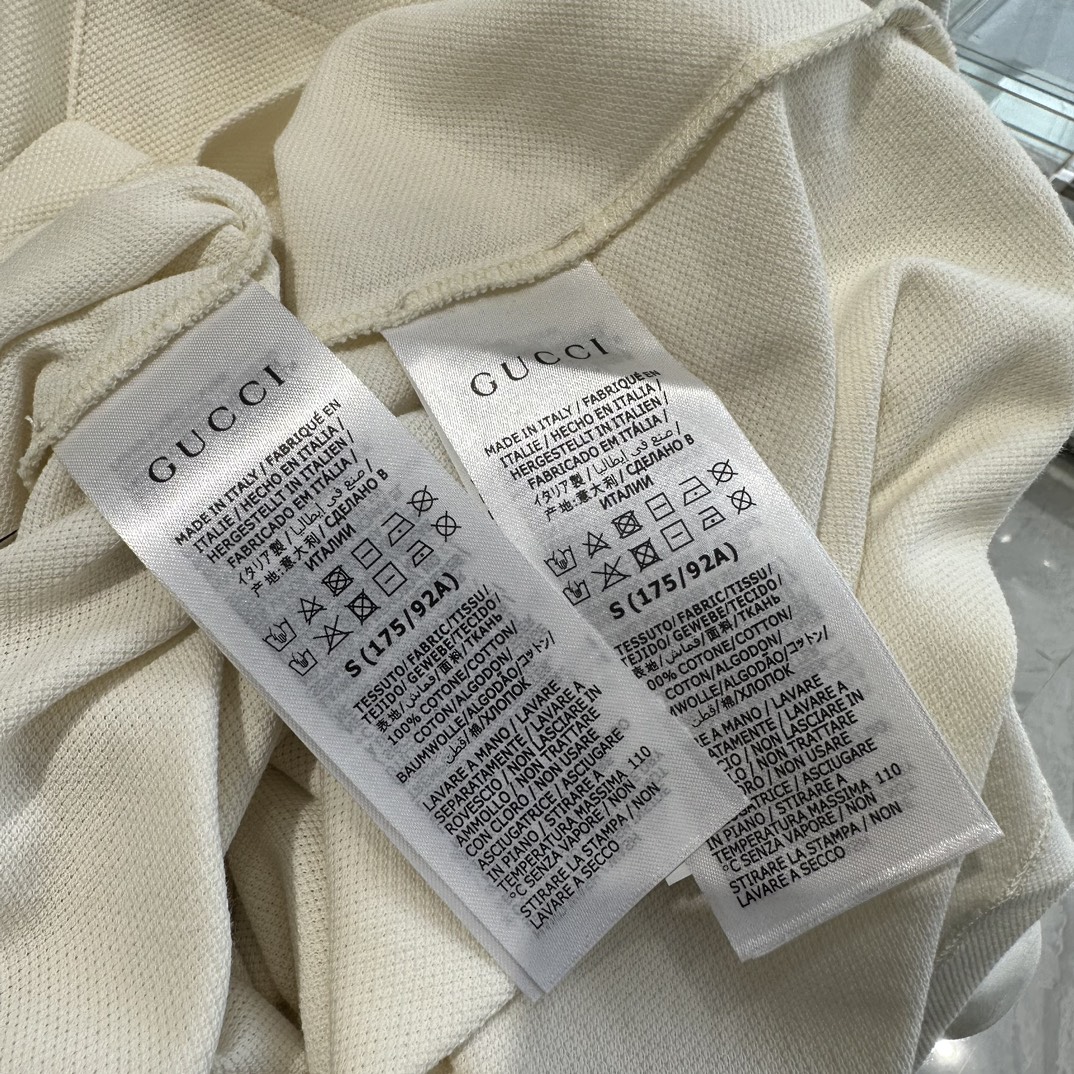 GUCCI
MADE IN ITALY / FABRIQUÉ EN
ITALIE / HECHO EN ITALIA /
HERGESTELLT IN ITALIEN /
FABRICADO EM ITÁLIA /
イタリア製 / صنع في إيطاليا /
产地:意大利 / СДЕЛАНО В
ИТАЛИИ
S (175/92A)
TESSUTO/ FABRIC/TISSU/
TEJIDO/ GEWEBE/TECIDO/
表地/ قماش/面料/ТКАНЬ
100% COTONE/COTTON/
COTON/ALGODON/
BAUMWOLLE/ALGODÃO/コットン/
قطن/棉/ХЛОПОК
LAVARE A MANO / LAVARE
SEPARATAMENTE / LAVARE A
ROVESCIO / NON LASCIARE IN
AMMOLLO / NON TRATTARE
CON CLORO / NON USARE
ASCIUGATRICE / ASCIUGARE
IN PIANO / STIRARE A
TEMPERATURA MASSIMA 110
°C SENZA VAPORE / NON
STIRARE LA STAMPA / NON
LAVARE A SECCO
GUCCI
MADE IN ITALY / FABRIQUÉ EN
ITALIE / HECHO EN ITALIA /
HERGESTELLT IN ITALIEN /
FABRICADO EM ITÁLIA /
イタリア製 / صنع في إيطاليا /
产地:意大利 / СДЕЛАНО В
ИТАЛИИ
S (175/92A)
TESSUTO/ FABRIC/TISSU/
TEJIDO/ GEWEBE/TECIDO/
表地/ قماش/面料/ТКАНЬ
00% COTONE/COTTON/
COTON/ALGODON/
WOLLE/ALGODÃO/コットン/
قطن/棉/ХЛОПОК
E A MANO / LAVARE
ATAMENTE / LAVARE A
CIO / NON LASCIARE IN
LO / NON TRATTARE
ORO / NON USARE
TRICE / ASCIUGARE
IN PIANO / STIRARE A
TEMPERATURA MASSIMA 110
°C SENZA VAPORE / NON
STIRARE LA STAMPA / NON
LAVARE A SECCO